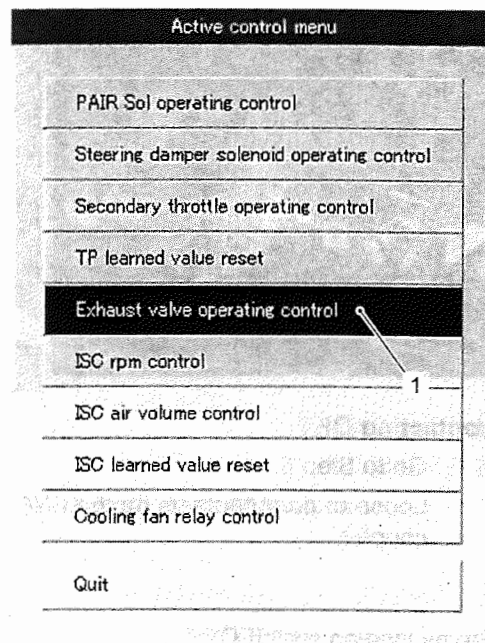 Active control menu
PAIR Sol operating control
Steering damper solenoid operating control
Secondary throttle operating control
TP learned value reset
Exhaust valve operating control
1
ISC rpm control
ISC air volume control
ISC learned value reset
Cooling fan relay control
Quit